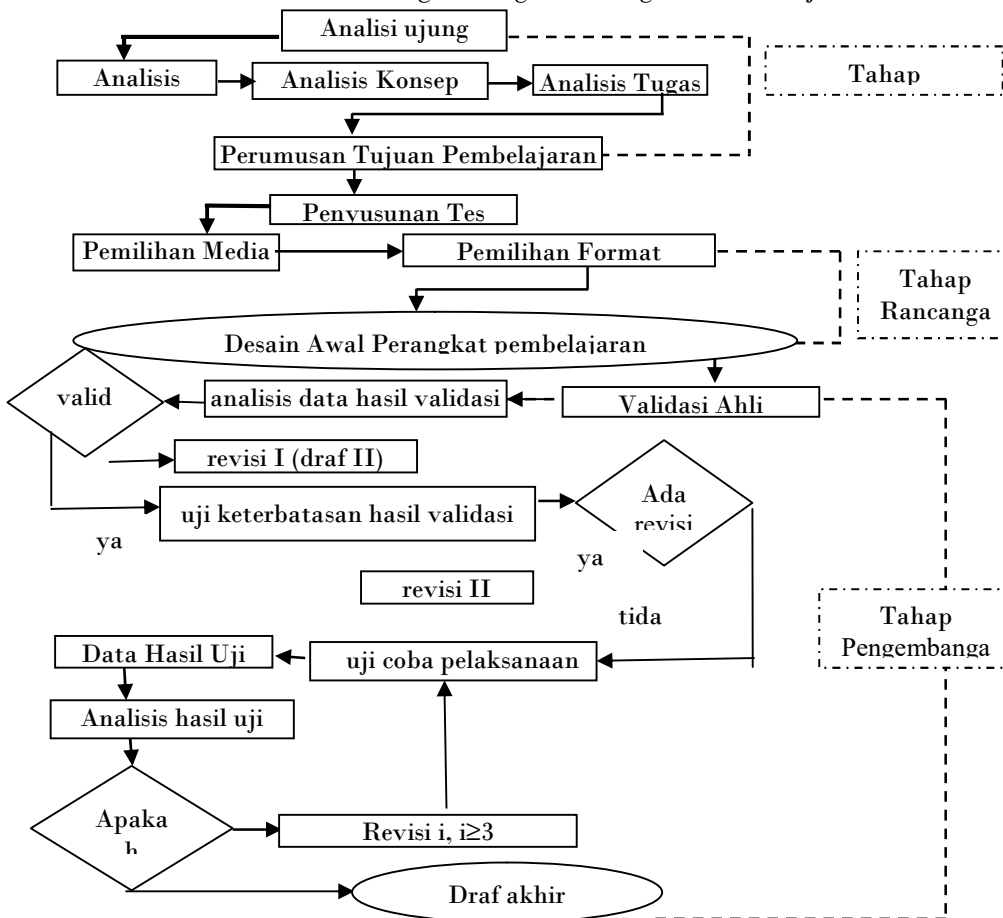 Analisi ujung
Analisis
Analisis Konsep
Analisis Tugas
Tahap
Perumusan Tujuan Pembelajaran
Penyusunan Tes
Pemilihan Media
Pemilihan Format
Tahap
Rancanga
Desain Awal Perangkat pembelajaran
valid
analisis data hasil validasi
Validasi Ahli
revisi I (draf II)
uji keterbatasan hasil validasi
Ada
revisi
ya
ya
revisi II
tida
Tahap
Pengembanga
Data Hasil Uji
uji coba pelaksanaan
Analisis hasil uji
Apaka
h
Revisi i, i≥3
Draf akhir